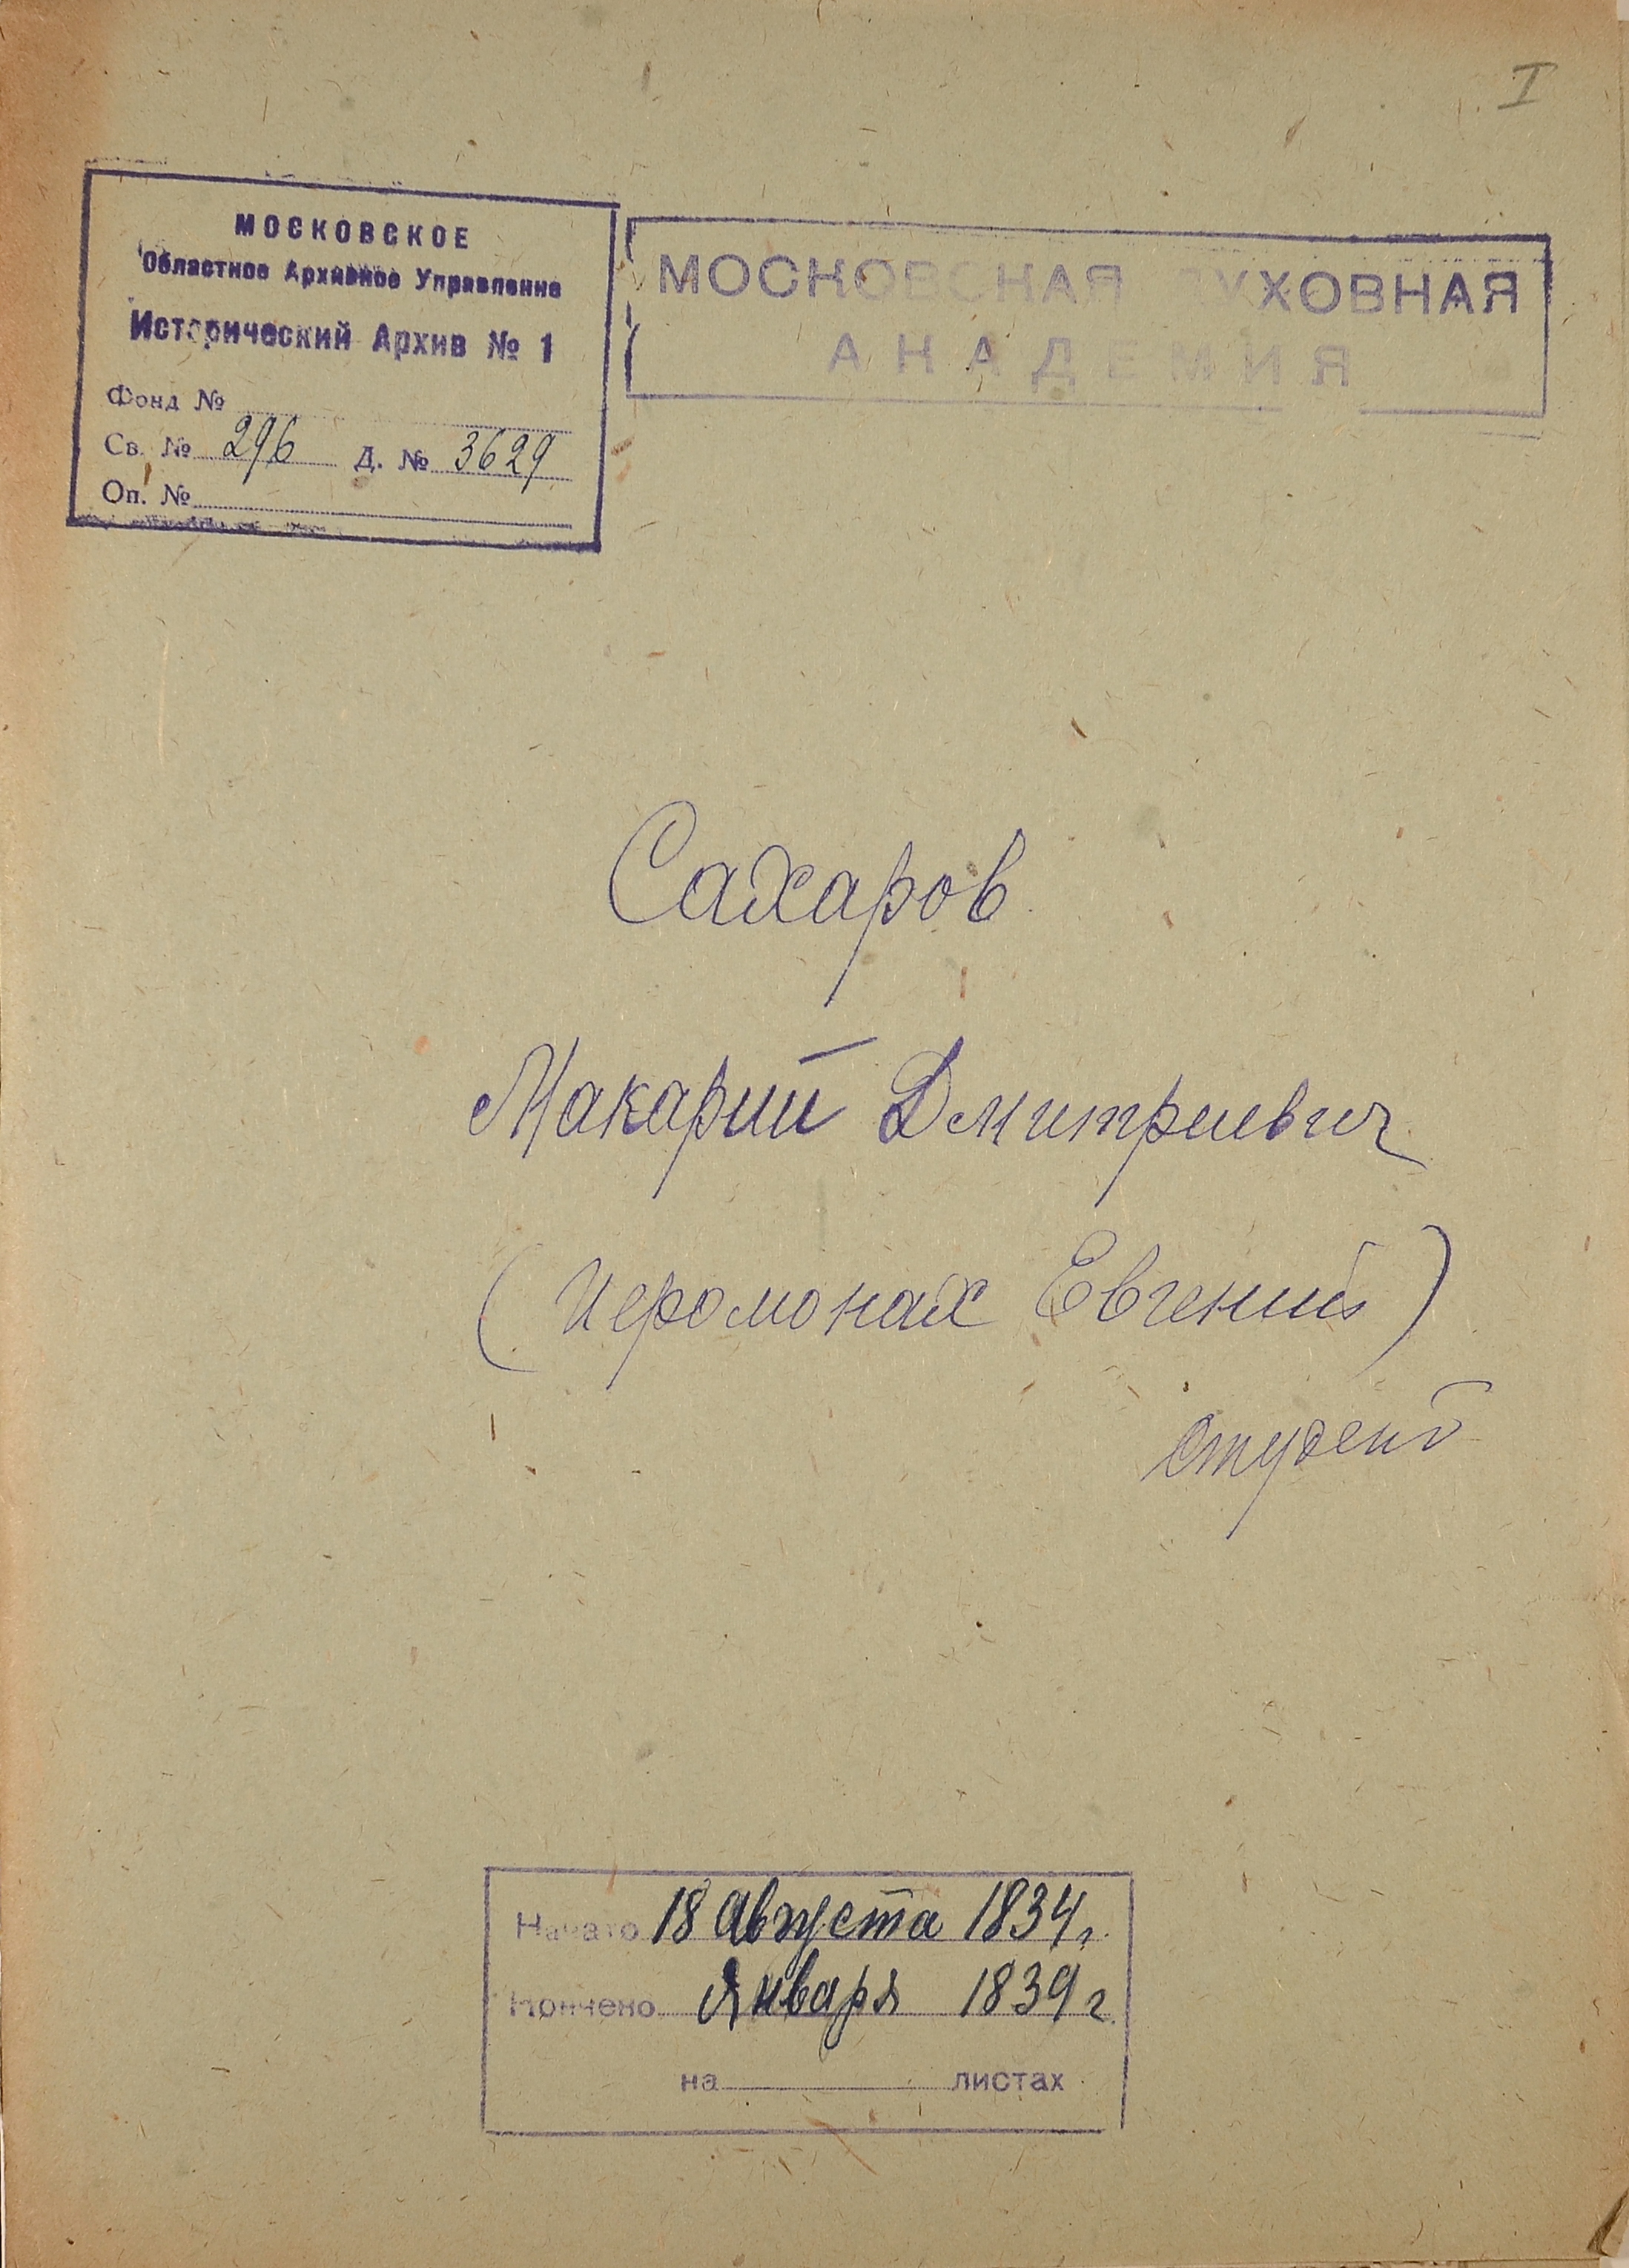 I
МОСКОВСКОЕ
Областное Архивное Управление
Исторический Архив № 1
Фонд №
Св. № 296 Д. № 3629
Оп. №
МОСКОВСКАЯ ДУХОВНАЯ
АКАДЕМИЯ
Сахаров
Макарий Дмитриевич
(Иеромонах Евгений)
студент
Начато 18 Августа 1834 г.
Кончено Января 1839 г.
на листах